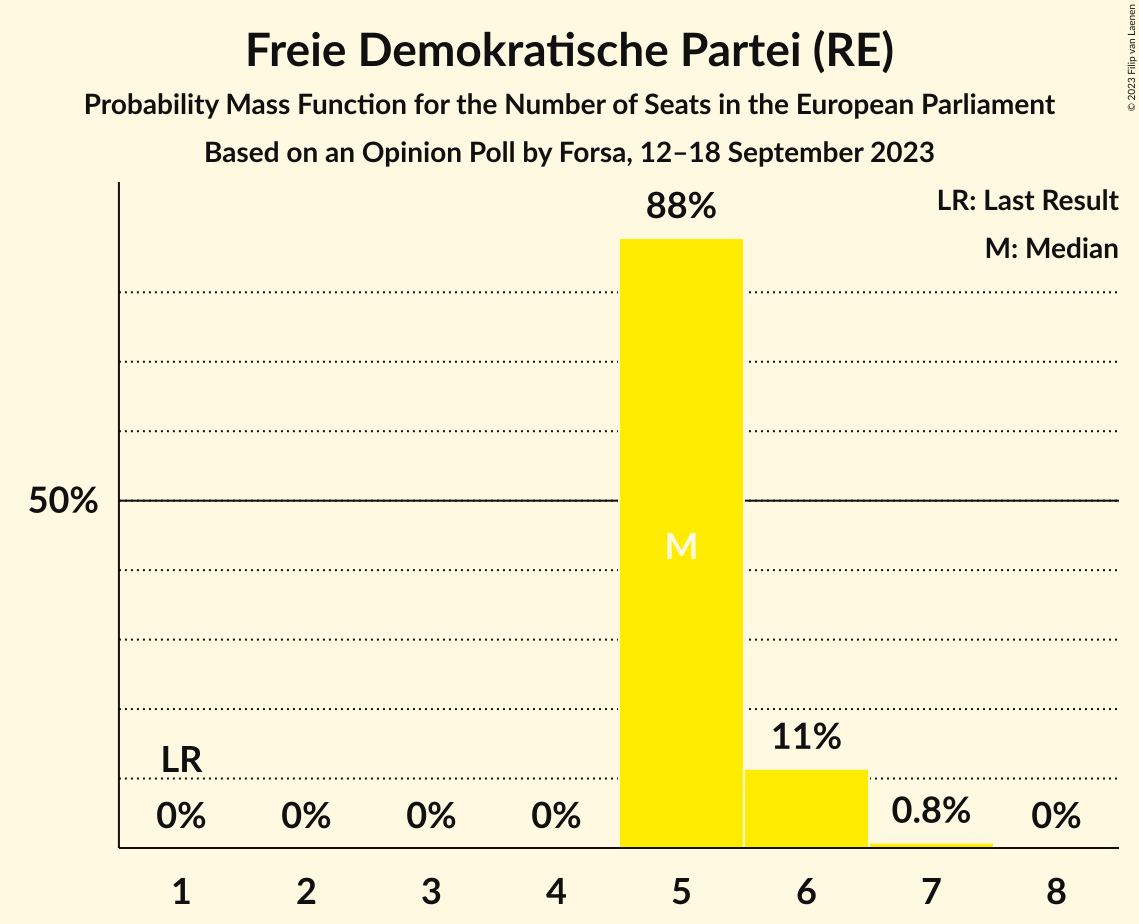 Freie Demokratische Partei (RE)
Probability Mass Function for the Number of Seats in the European Parliament
Based on an Opinion Poll by Forsa, 12–18 September 2023
© 2023 Filip van Laenen
LR: Last Result
M: Median
88%
50%
M
11%
LR
0%
0%
0%
0%
0.8%
0%
1
2
3
4
5
6
7
8